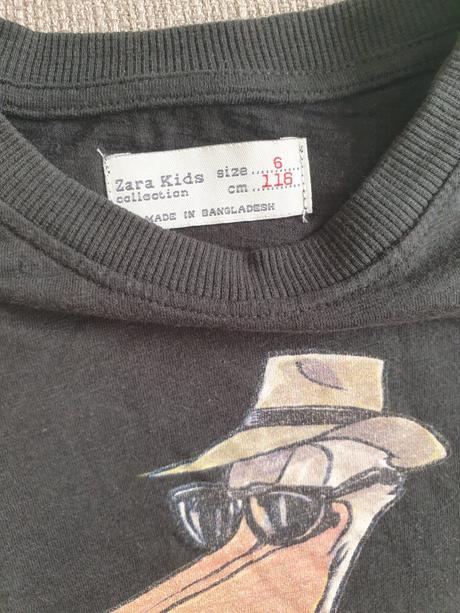 Zara Kids size 6
collection cm 116
MADE IN BANGLADESH